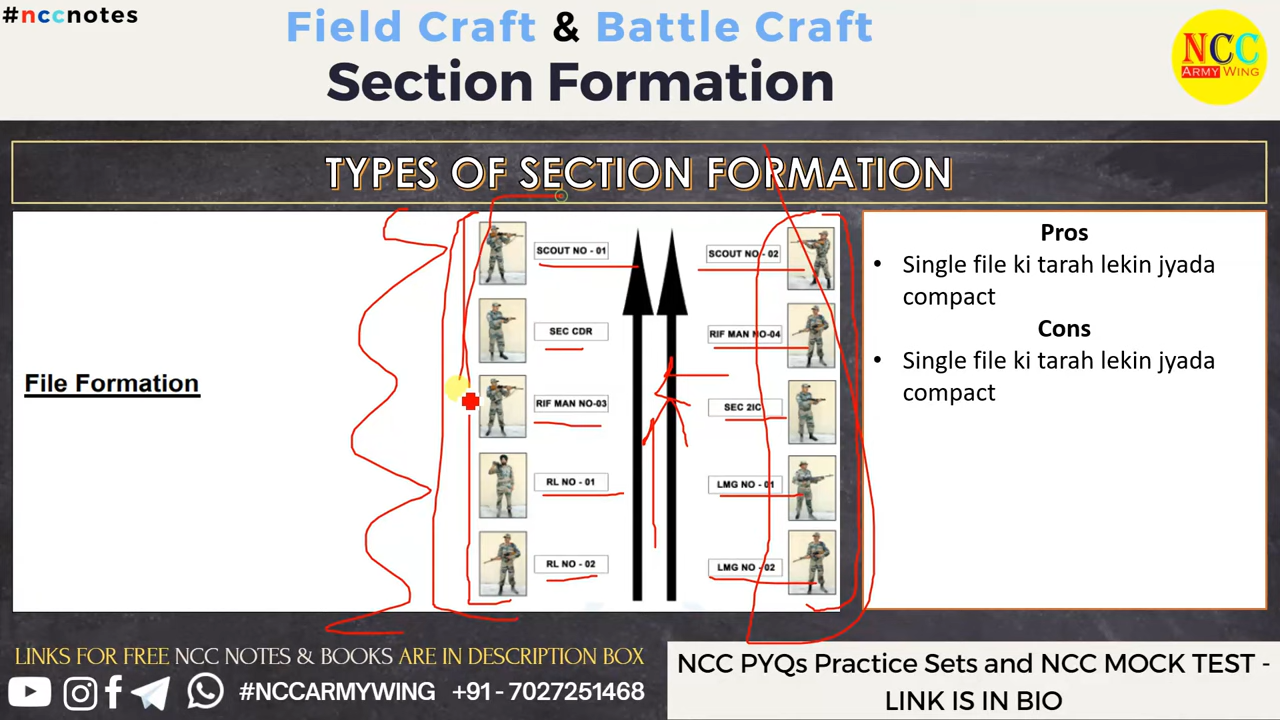 #nccnotes
Field Craft & Battle Craft
Section Formation
NCC
ARMY WING
TYPES OF SECTION FORMATION
File Formation
SCOUT NO - 01
SEC CDR
RIF MAN NO-03
RL NO - 01
RL NO - 02
SCOUT NO - 02
RIF MAN NO-04
SEC 2IC
LMG NO - 01
LMG NO - 02
Pros
• Single file ki tarah lekin jyada
compact
Cons
• Single file ki tarah lekin jyada
compact
LINKS FOR FREE NCC NOTES & BOOKS ARE IN DESCRIPTION BOX
#NCCARMYWING +91 - 7027251468
NCC PYQs Practice Sets and NCC MOCK TEST -
LINK IS IN BIO